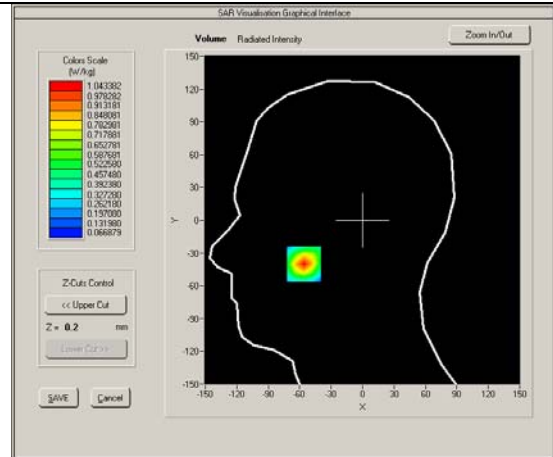 SAR Visualisation Graphical Interface
Volume Radiated Intensity
Zoom In/Out
Colors Scale
(W/kg)
1.043382
0.978282
0.913181
0.848081
0.782981
0.717881
0.652781
0.587681
0.522580
0.457480
0.392380
0.327280
0.262180
0.197080
0.131980
0.066879
Z-Cuts Control
<< Upper Cut
Z = 0.2 mm
Lower Cut >>
SAVE
Cancel
150
120
90
60
30
0
-30
-60
-90
-120
-150
Y
-150 -120 -90 -60 -30 0 30 60 90 120 150
X